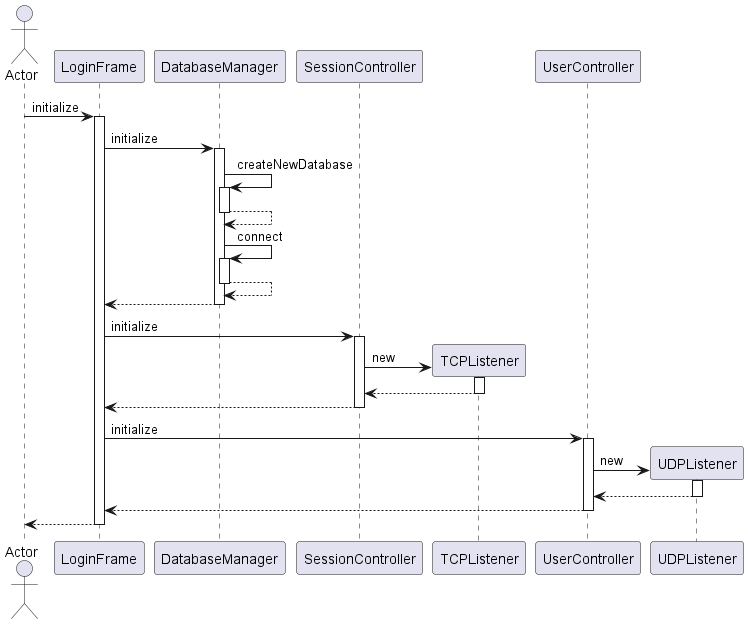 Actor
LoginFrame DatabaseManager SessionController UserController
initialize
initialize
createNewDatabase
connect
initialize
new TCPListener
initialize
new UDPListener
Actor
LoginFrame DatabaseManager SessionController TCPListener UserController UDPListener